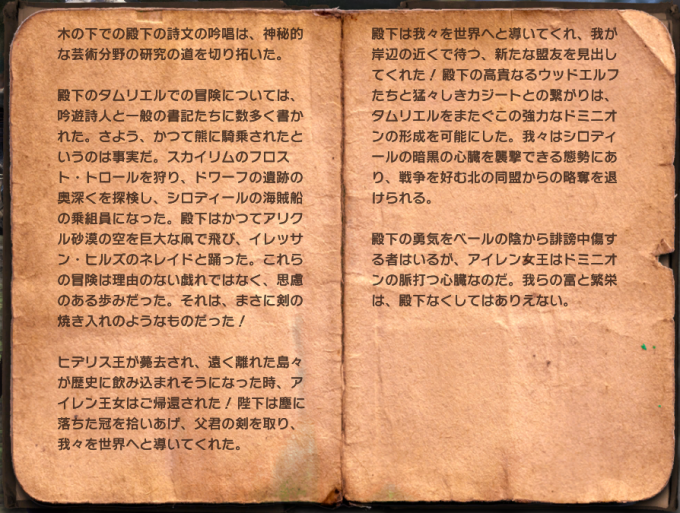 木の下での殿下の詩文の吟唱は、神秘的
な芸術分野の研究の道を切り拓いた。
殿下のタムリエルでの冒険については、
吟遊詩人と一般の書記たちに数多く書か
れた。さよう、かつて熊に騎乗されたと
いうのは事実だ。スカイリムのフロス
ト・トロールを狩り、ドワーフの遺跡の
奥深くを探検し、シロディールの海賊船
の乗組員になった。殿下はかつてアリク
ル砂漠の空を巨大な凧で飛び、イレッサ
ン・ヒルズのネレイドと踊った。これら
の冒険は理由のない戯れではなく、思慮
のある歩みだった。それは、まさに剣の
焼き入れのようなものだった！
ヒデリス王が薨去され、遠く離れた島々
が歴史に飲み込まれそうになった時、ア
イレン王女はご帰還された！陛下は塵に
落ちた冠を拾いあげ、父君の剣を取り、
我々を世界へと導いてくれた。
殿下は我々を世界へと導いてくれ、我が
岸辺の近くで待つ、新たな盟友を見出し
てくれた！殿下の高貴なるウッドエルフ
たちと猛々しきカジートとの繋がりは、
タムリエルをまたぐこの強力なドミニオ
ンの形成を可能にした。我々はシロディ
ールの暗黒の心臓を襲撃できる態勢にあ
り、戦争を好む北の同盟からの略奪を退
けられる。
殿下の勇気をベールの陰から誹謗中傷す
る者はいるが、アイレン女王はドミニオ
ンの脈打つ心臓なのだ。我らの富と繁栄
は、殿下なくしてはありえない。